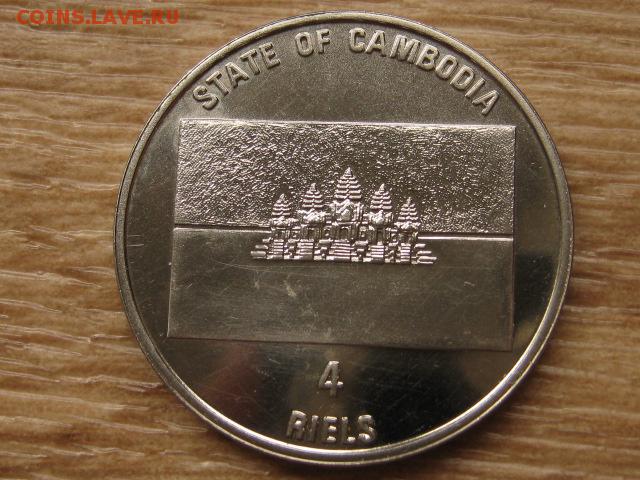 COINS.LAVE.RU
STATE OF CAMBODIA
4
RIELS